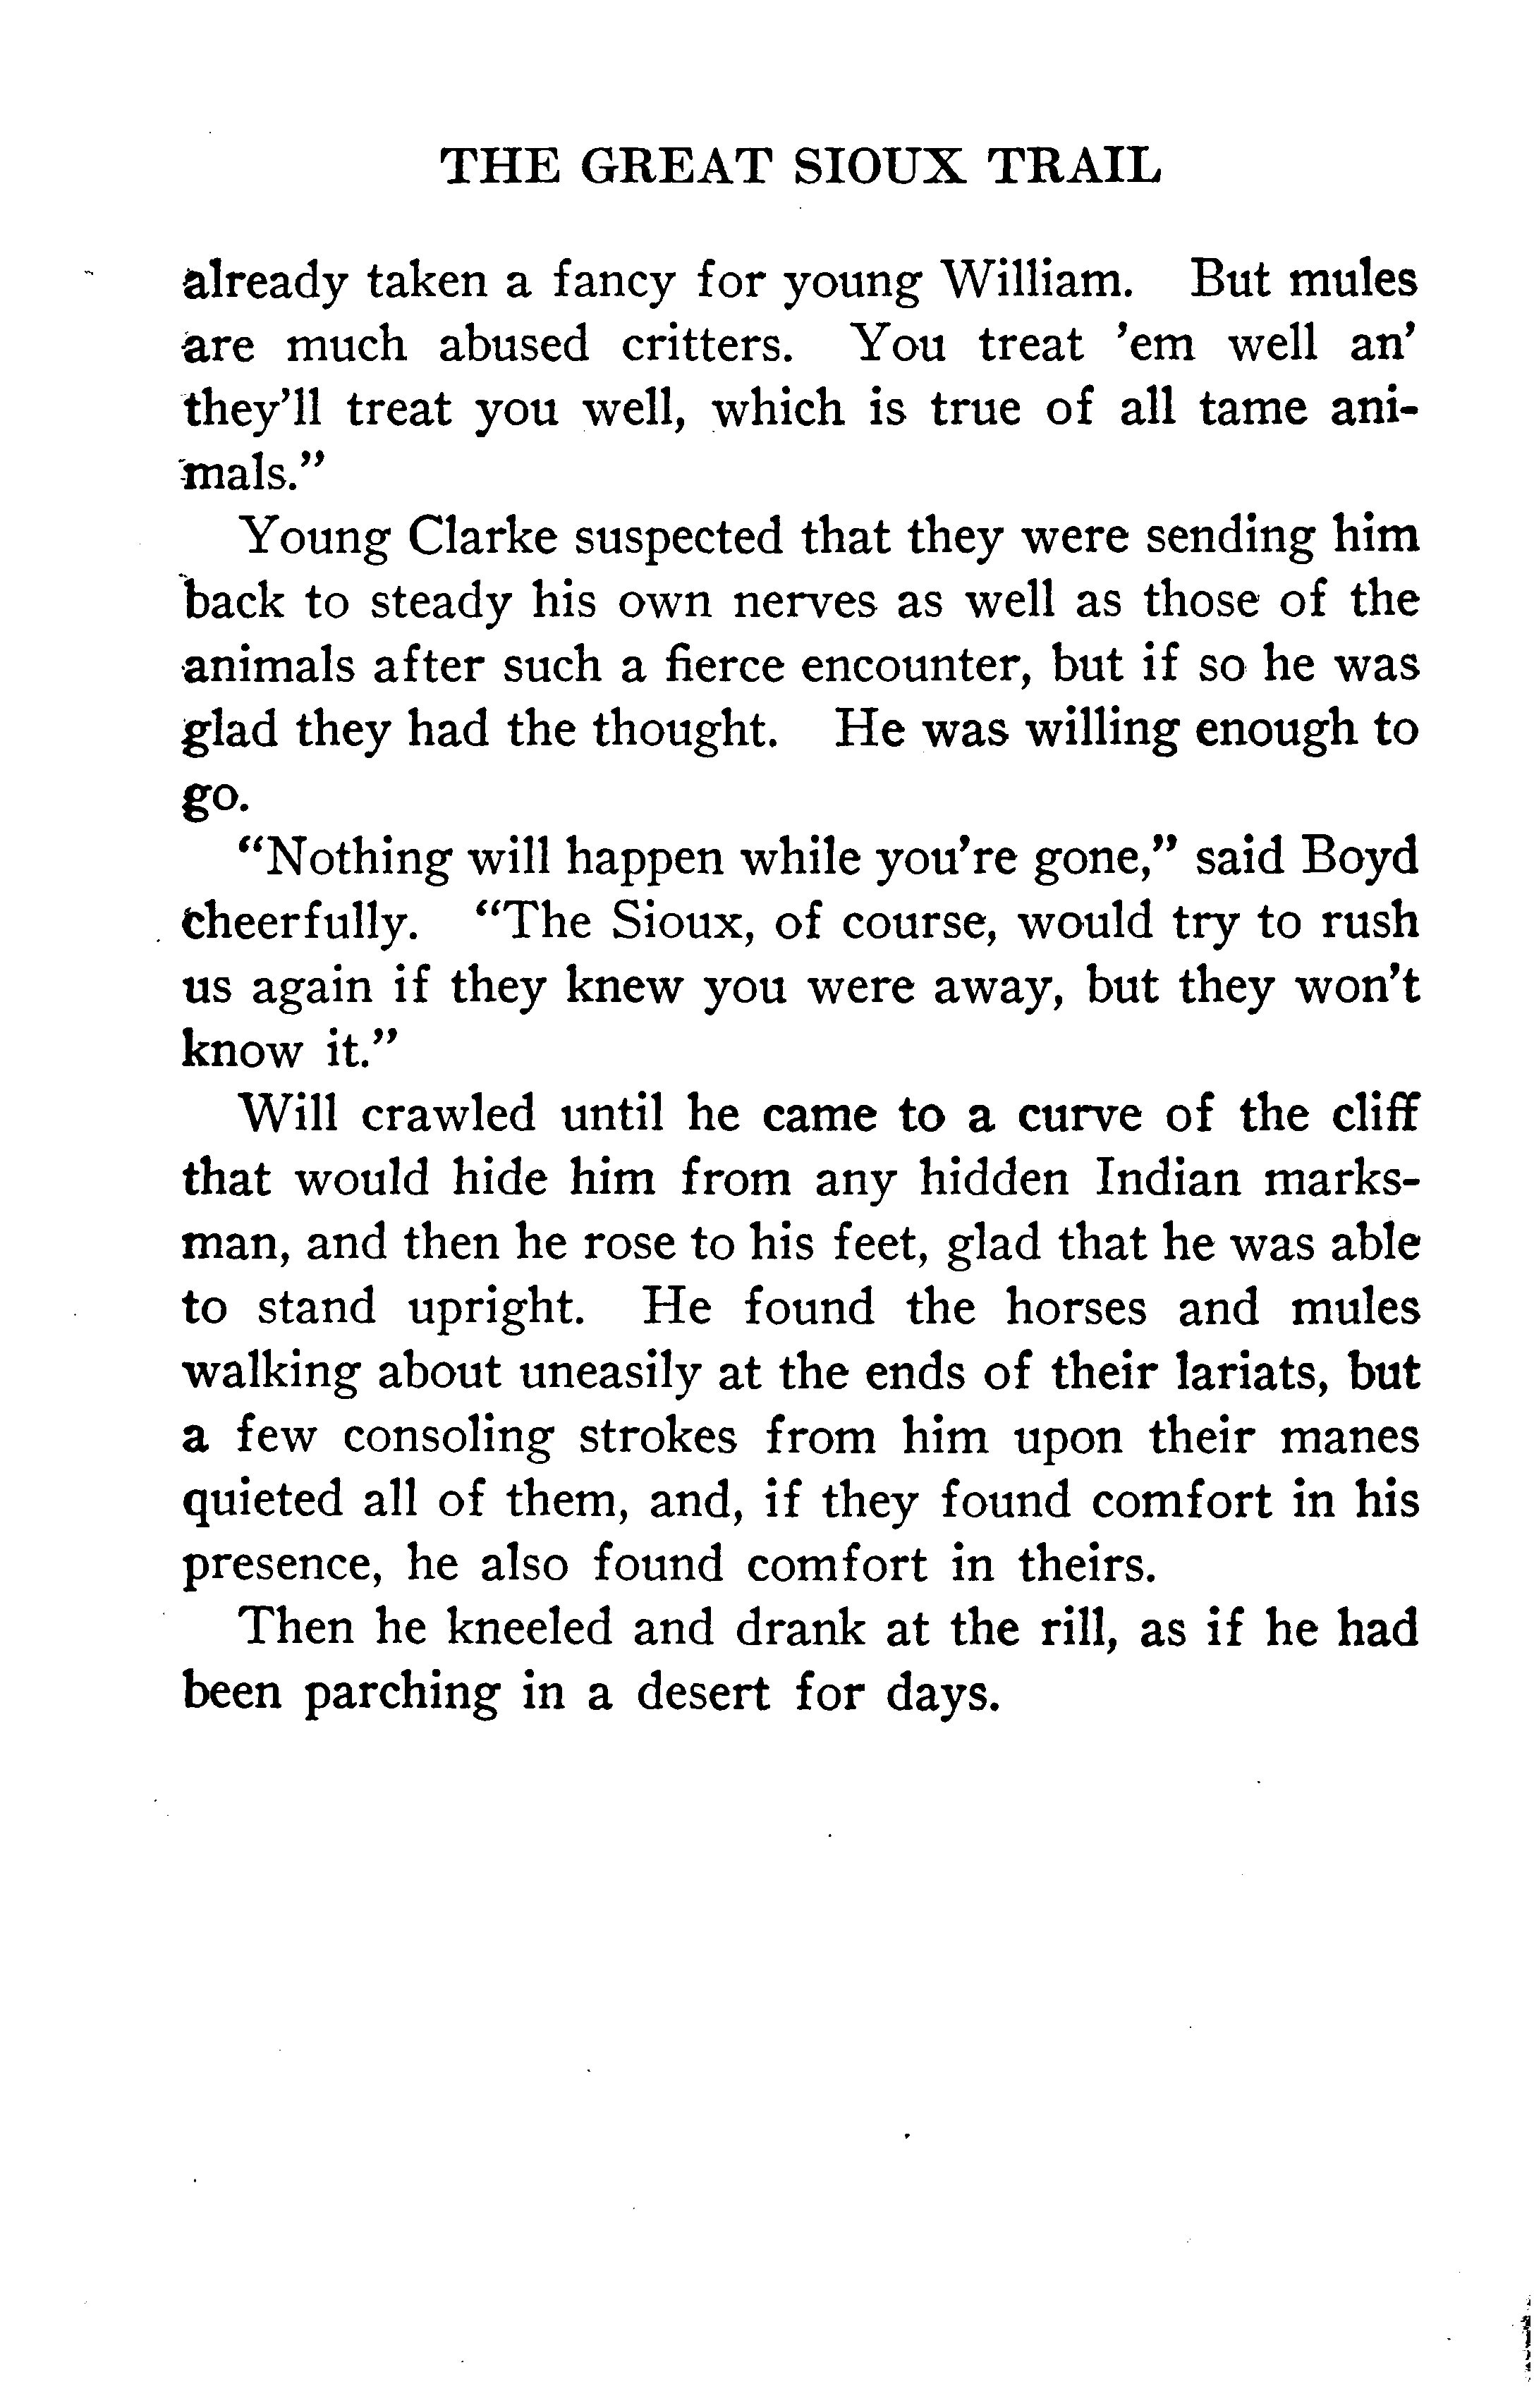 THE GREAT SIOUX TRAIL
already taken a fancy for young William. But mules
are much abused critters. You treat 'em well an'
they'll treat you well, which is true of all tame ani-
mals."
Young Clarke suspected that they were sending him
back to steady his own nerves as well as those of the
animals after such a fierce encounter, but if so he was
glad they had the thought. He was willing enough to
go.
"Nothing will happen while you're gone," said Boyd
cheerfully. "The Sioux, of course, would try to rush
us again if they knew you were away, but they won't
know it."
Will crawled until he came to a curve of the cliff
that would hide him from any hidden Indian marks-
man, and then he rose to his feet, glad that he was able
to stand upright. He found the horses and mules
walking about uneasily at the ends of their lariats, but
a few consoling strokes from him upon their manes
quieted all of them, and, if they found comfort in his
presence, he also found comfort in theirs.
Then he kneeled and drank at the rill, as if he had
been parching in a desert for days.